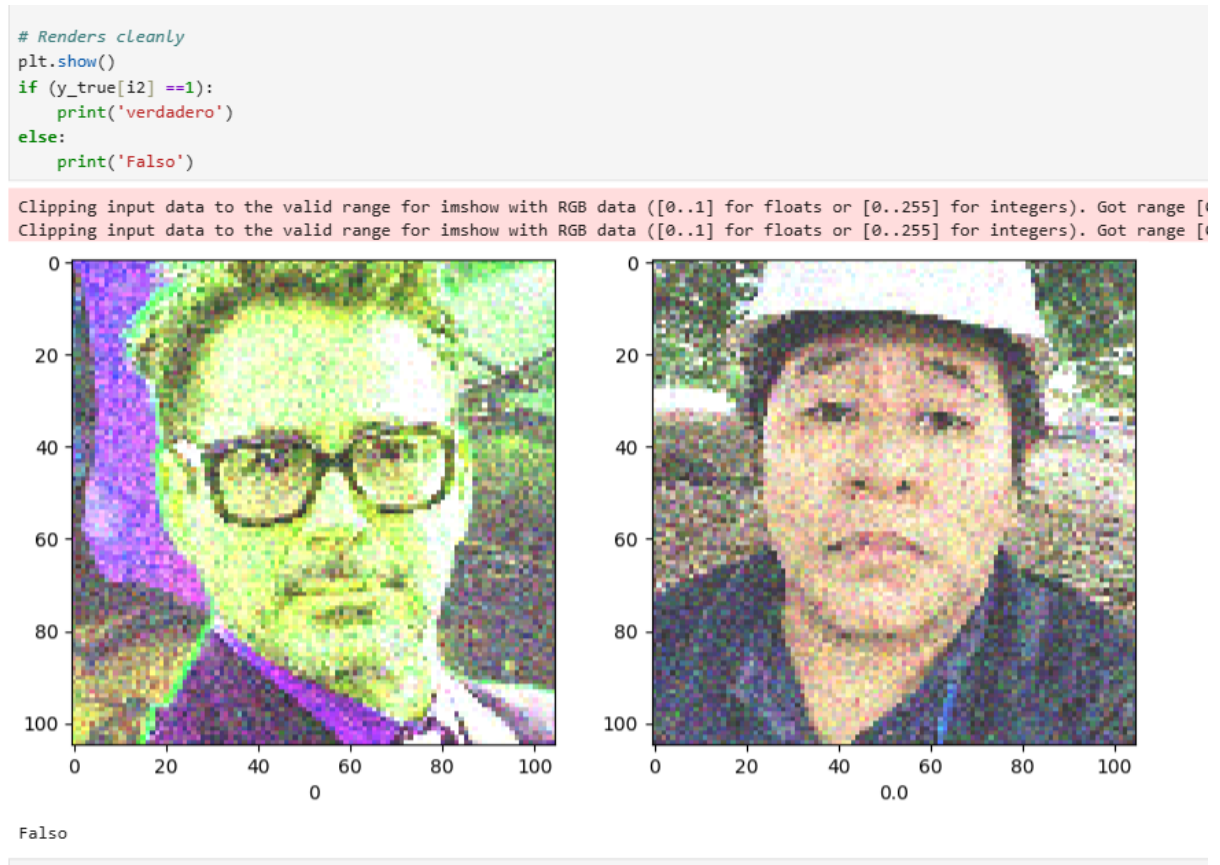 # Renders cleanly
plt.show()
if (y_true[i2] ==1):
    print('verdadero')
else:
    print('Falso')
Clipping input data to the valid range for imshow with RGB data ([0..1] for floats or [0..255] for integers). Got range [
Clipping input data to the valid range for imshow with RGB data ([0..1] for floats or [0..255] for integers). Got range [
0
20
40
60
80
100
0 20 40 60 80 100
0
0
20
40
60
80
100
0 20 40 60 80 100
0.0
Falso